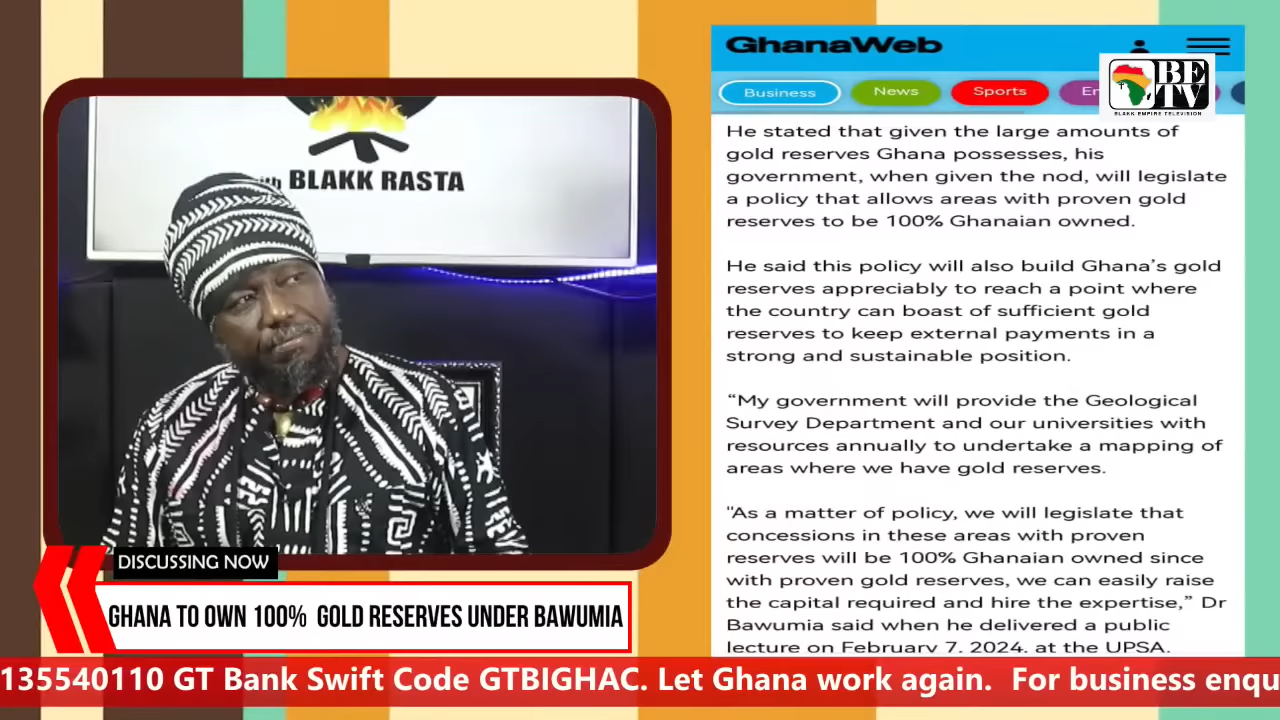 GhanaWeb
Business
News
Sports
BE
TV
BLAKK EMPIRE TELEVISION
He stated that given the large amounts of
gold reserves Ghana possesses, his
government, when given the nod, will legislate
a policy that allows areas with proven gold
reserves to be 100% Ghanaian owned.
He said this policy will also build Ghana’s gold
reserves appreciably to reach a point where
the country can boast of sufficient gold
reserves to keep external payments in a
strong and sustainable position.
“My government will provide the Geological
Survey Department and our universities with
resources annually to undertake a mapping of
areas where we have gold reserves.
"As a matter of policy, we will legislate that
concessions in these areas with proven
reserves will be 100% Ghanaian owned since
with proven gold reserves, we can easily raise
the capital required and hire the expertise,” Dr
Bawumia said when he delivered a public
lecture on February 7, 2024, at the UPSA.
BLAKK RASTA
DISCUSSING NOW
GHANA TO OWN 100% GOLD RESERVES UNDER BAWUMIA
135540110 GT Bank Swift Code GTBIGHAC. Let Ghana work again. For business enqu